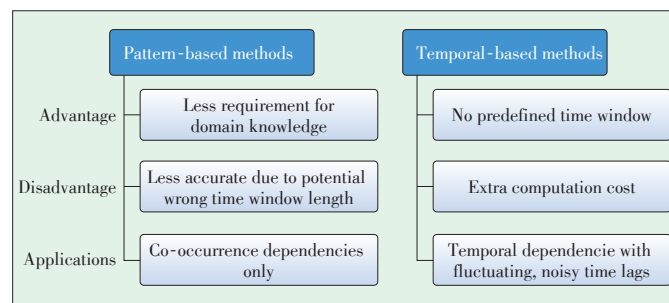 Pattern-based methods
Temporal-based methods
Advantage
Less requirement for
domain knowledge
No predefined time window
Disadvantage
Less accurate due to potential
wrong time window length
Extra computation cost
Applications
Co-occurrence dependencies
only
Temporal dependencie with
fluctuating, noisy time lags